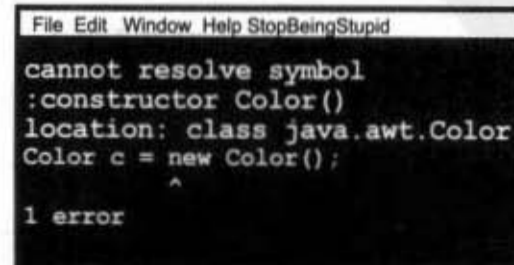 File Edit Window Help StopBeingStupid
cannot resolve symbol
:constructor Color()
location: class java.awt.Color
Color c = new Color();
^
1 error